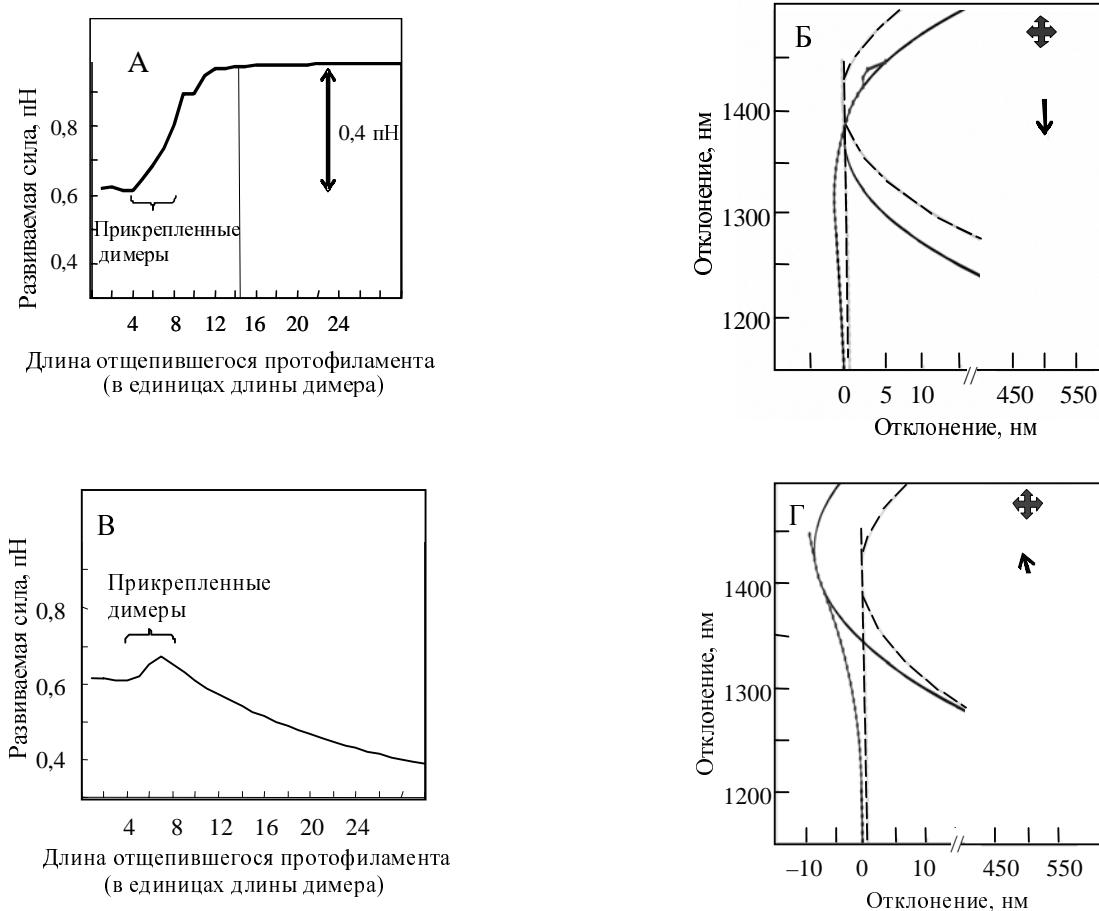 А
Развиваемая сила, пН
0,8
0,6
0,4
0,4 пН
Прикрепленные
димеры
4 8 12 16 20 24
Длина отщепившегося протофиламента
(в единицах длины димера)
Б
Отклонение, нм
1400
1300
1200
0 5 10 450 550
Отклонение, нм
В
Развиваемая сила, пН
Прикрепленные
димеры
0,8
0,6
0,4
4 8 12 16 20 24
Длина отщепившегося протофиламента
(в единицах длины димера)
Г
Отклонение, нм
1400
1300
1200
–10 0 10 450 550
Отклонение, нм